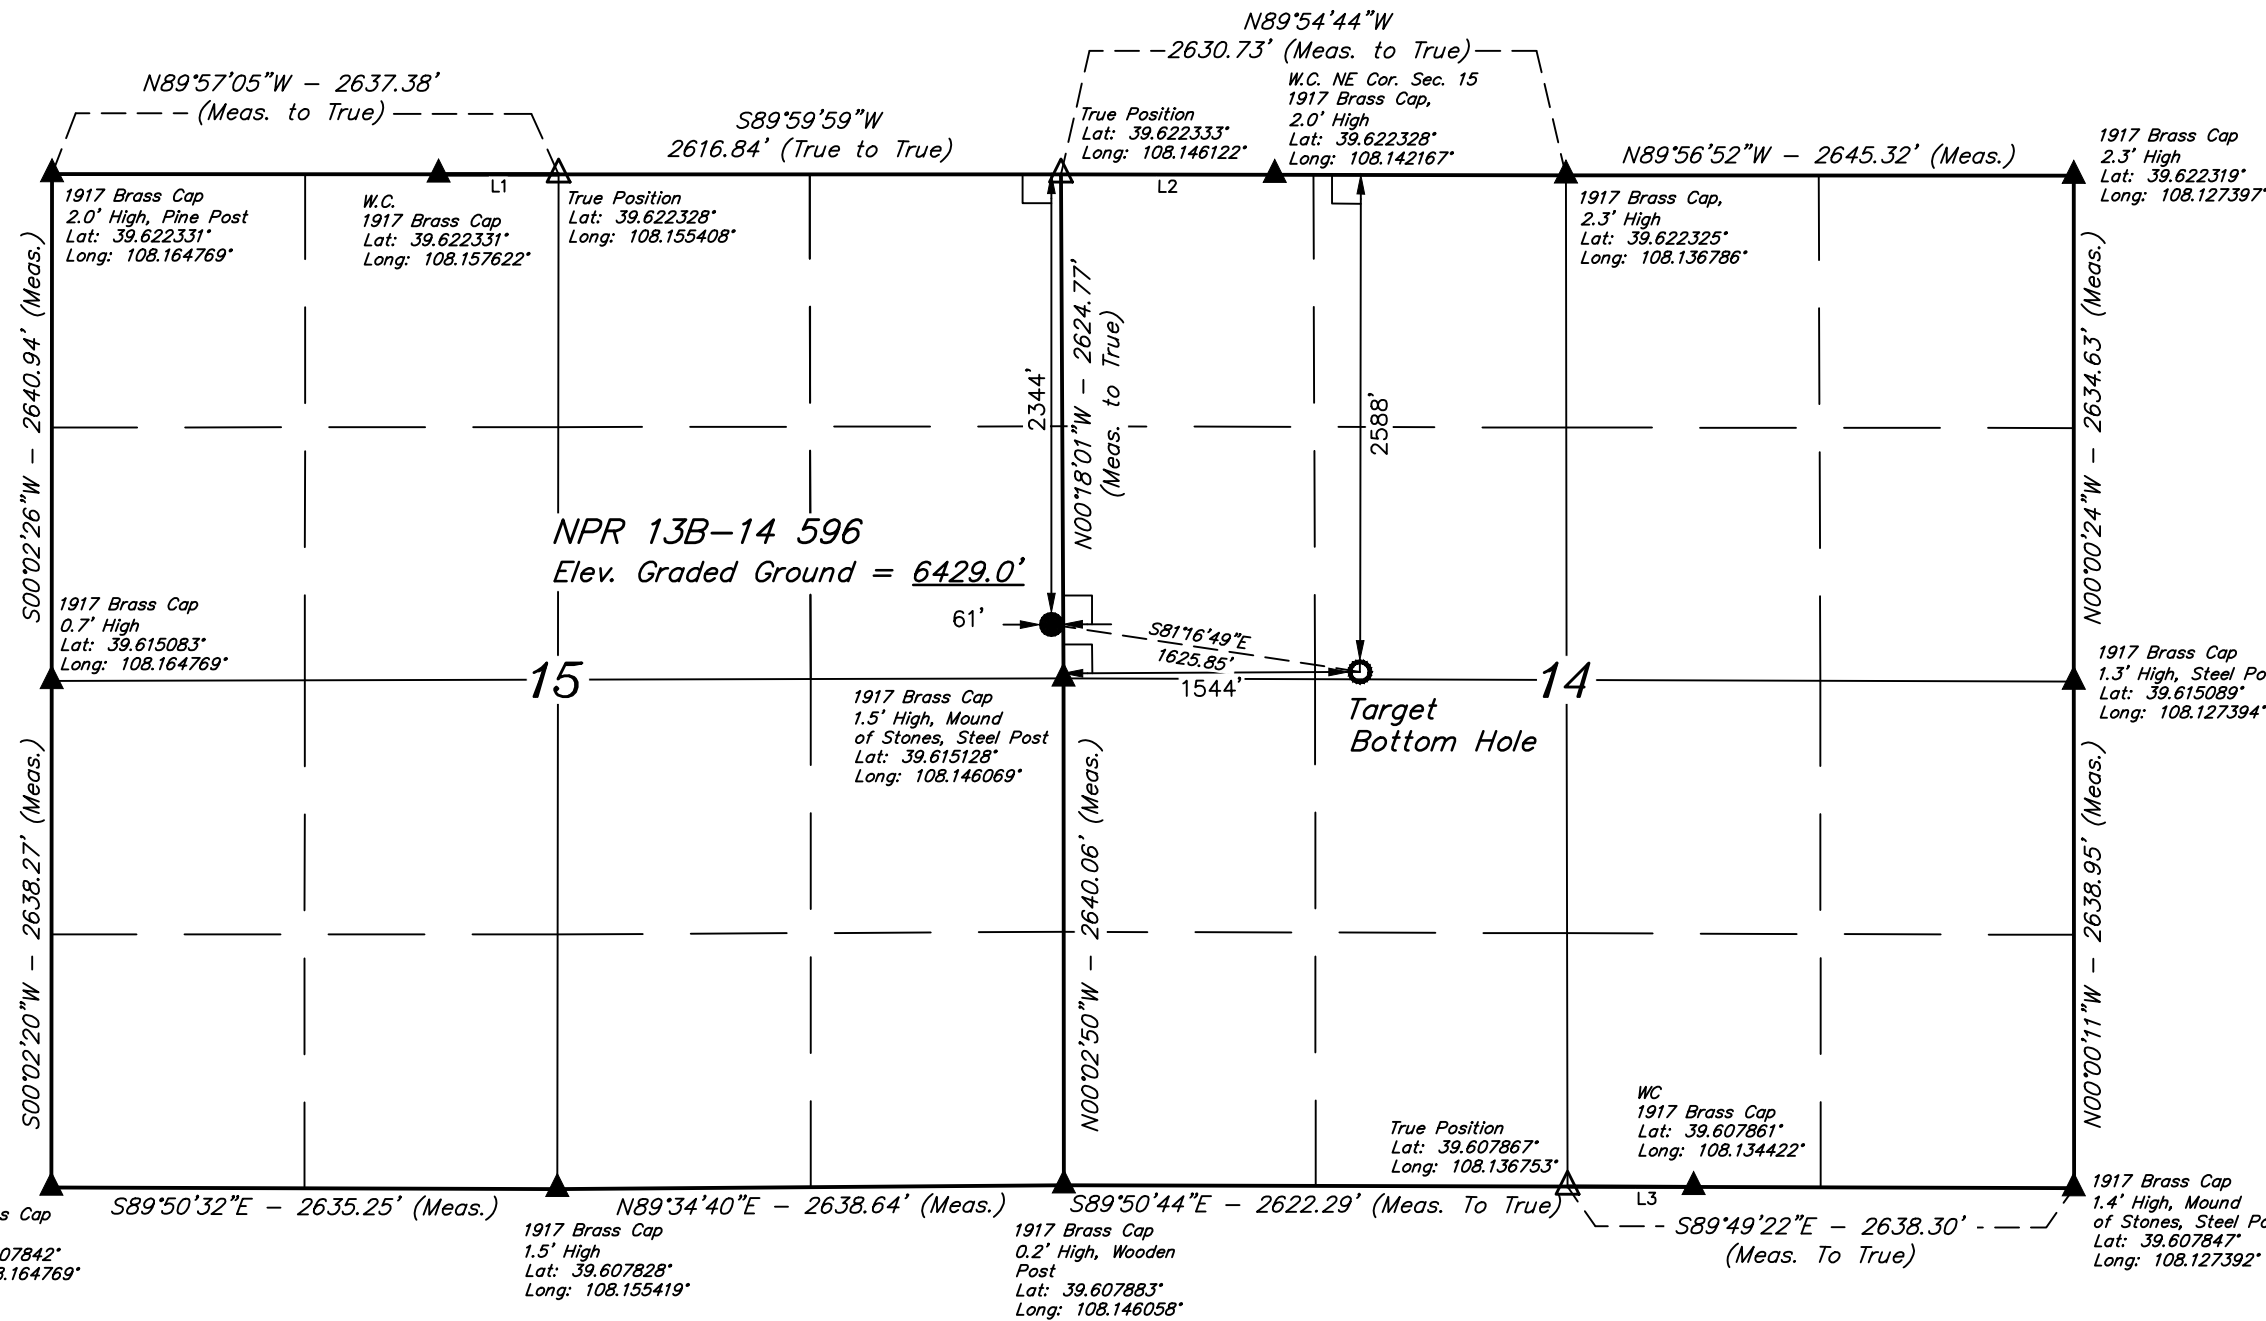 N89°54'44"W
2630.73' (Meas. to True)
N89°57'05"W - 2637.38'
(Meas. to True)
S89°59'59"W
2616.84' (True to True)
True Position
Lat: 39.622333°
Long: 108.146122°
W.C. NE Cor. Sec. 15
1917 Brass Cap,
2.0' High
Lat: 39.622328°
Long: 108.142167°
N89°56'52"W - 2645.32' (Meas.)
1917 Brass Cap
2.3' High
Lat: 39.622319°
Long: 108.127397°
L1
L2
1917 Brass Cap
2.0' High, Pine Post
Lat: 39.622331°
Long: 108.164769°
W.C.
1917 Brass Cap
Lat: 39.622331°
Long: 108.157622°
True Position
Lat: 39.622328°
Long: 108.155408°
1917 Brass Cap,
2.3' High
Lat: 39.622325°
Long: 108.136786°
S00°02'26"W - 2640.94' (Meas.)
2344'
N00°18'01"W - 2624.77'
(Meas. to True)
2588'
N00°00'24"W - 2634.63' (Meas.)
NPR 13B-14 596
Elev. Graded Ground = 6429.0'
61'
S81°16'49"E
1625.85'
1544'
1917 Brass Cap
0.7' High
Lat: 39.615083°
Long: 108.164769°
15
14
1917 Brass Cap
1.5' High, Mound
of Stones, Steel Post
Lat: 39.615128°
Long: 108.146069°
Target
Bottom Hole
1917 Brass Cap
1.3' High, Steel Po
Lat: 39.615089°
Long: 108.127394°
S00°02'20"W - 2638.27' (Meas.)
N00°02'50"W - 2640.06' (Meas.)
N00°00'11"W - 2638.95' (Meas.)
True Position
Lat: 39.607867°
Long: 108.136753°
WC
1917 Brass Cap
Lat: 39.607861°
Long: 108.134422°
L3
s Cap
07842°
8.164769°
S89°50'32"E - 2635.25' (Meas.)
1917 Brass Cap
1.5' High
Lat: 39.607828°
Long: 108.155419°
N89°34'40"E - 2638.64' (Meas.)
1917 Brass Cap
0.2' High, Wooden
Post
Lat: 39.607883°
Long: 108.146058°
S89°50'44"E - 2622.29' (Meas. To True)
S89°49'22"E - 2638.30'
(Meas. To True)
1917 Brass Cap
1.4' High, Mound
of Stones, Steel Po
Lat: 39.607847°
Long: 108.127392°